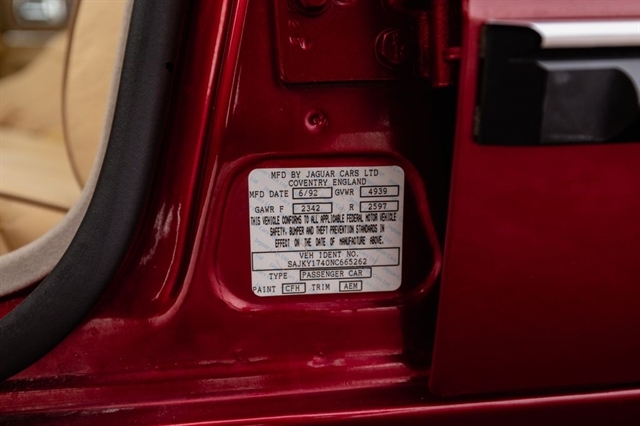 MFD BY JAGUAR CARS LTD
COVENTRY ENGLAND
MFD DATE 6/92 GVWR 4939
GAWR F 2342 R 2597
THIS VEHICLE CONFORMS TO ALL APPLICABLE FEDERAL MOTOR VEHICLE
SAFETY, BUMPER AND THEFT PREVENTION STANDARDS IN
EFFECT ON THE DATE OF MANUFACTURE ABOVE.
VEH IDENT NO.
SAJKY1740NC665262
TYPE PASSENGER CAR
PAINT CFH TRIM AEM